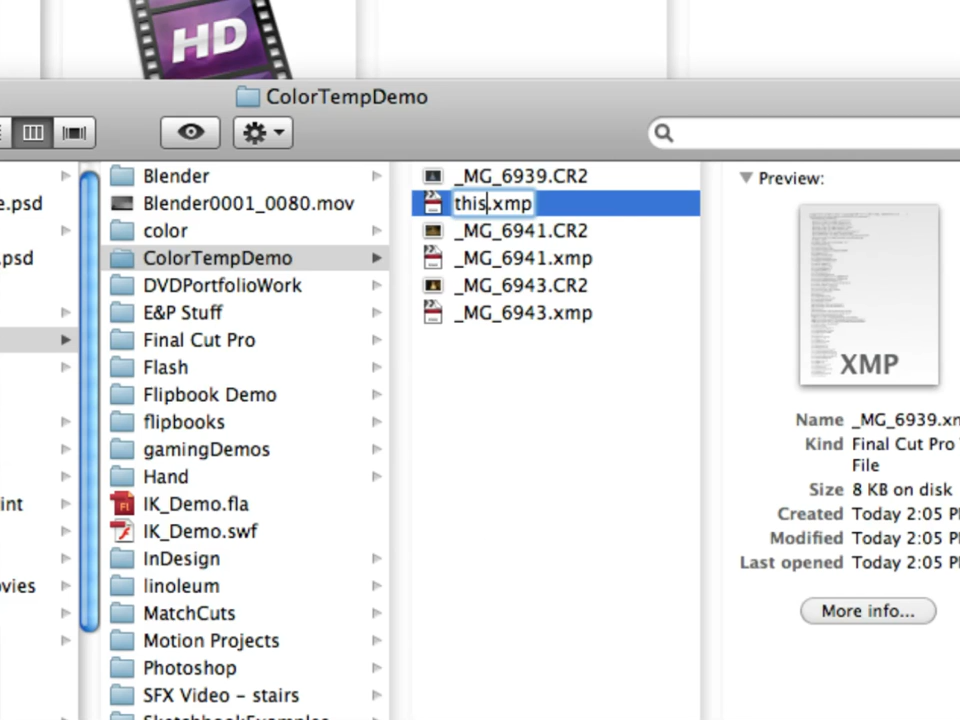 HD
ColorTempDemo
e.psd
.psd
int
ovies
Blender
Blender0001_0080.mov
color
ColorTempDemo
DVDPortfolioWork
E&P Stuff
Final Cut Pro
Flash
Flipbook Demo
flipbooks
gamingDemos
Hand
IK_Demo.fla
IK_Demo.swf
InDesign
linoleum
MatchCuts
Motion Projects
Photoshop
SFX Video - stairs
SketchbookExamples
_MG_6939.CR2
this.xmp
_MG_6941.CR2
_MG_6941.xmp
_MG_6943.CR2
_MG_6943.xmp
Preview:
XMP
Name _MG_6939.xm
Kind Final Cut Pro
File
Size 8 KB on disk
Created Today 2:05 P
Modified Today 2:05 P
Last opened Today 2:05 P
More info...